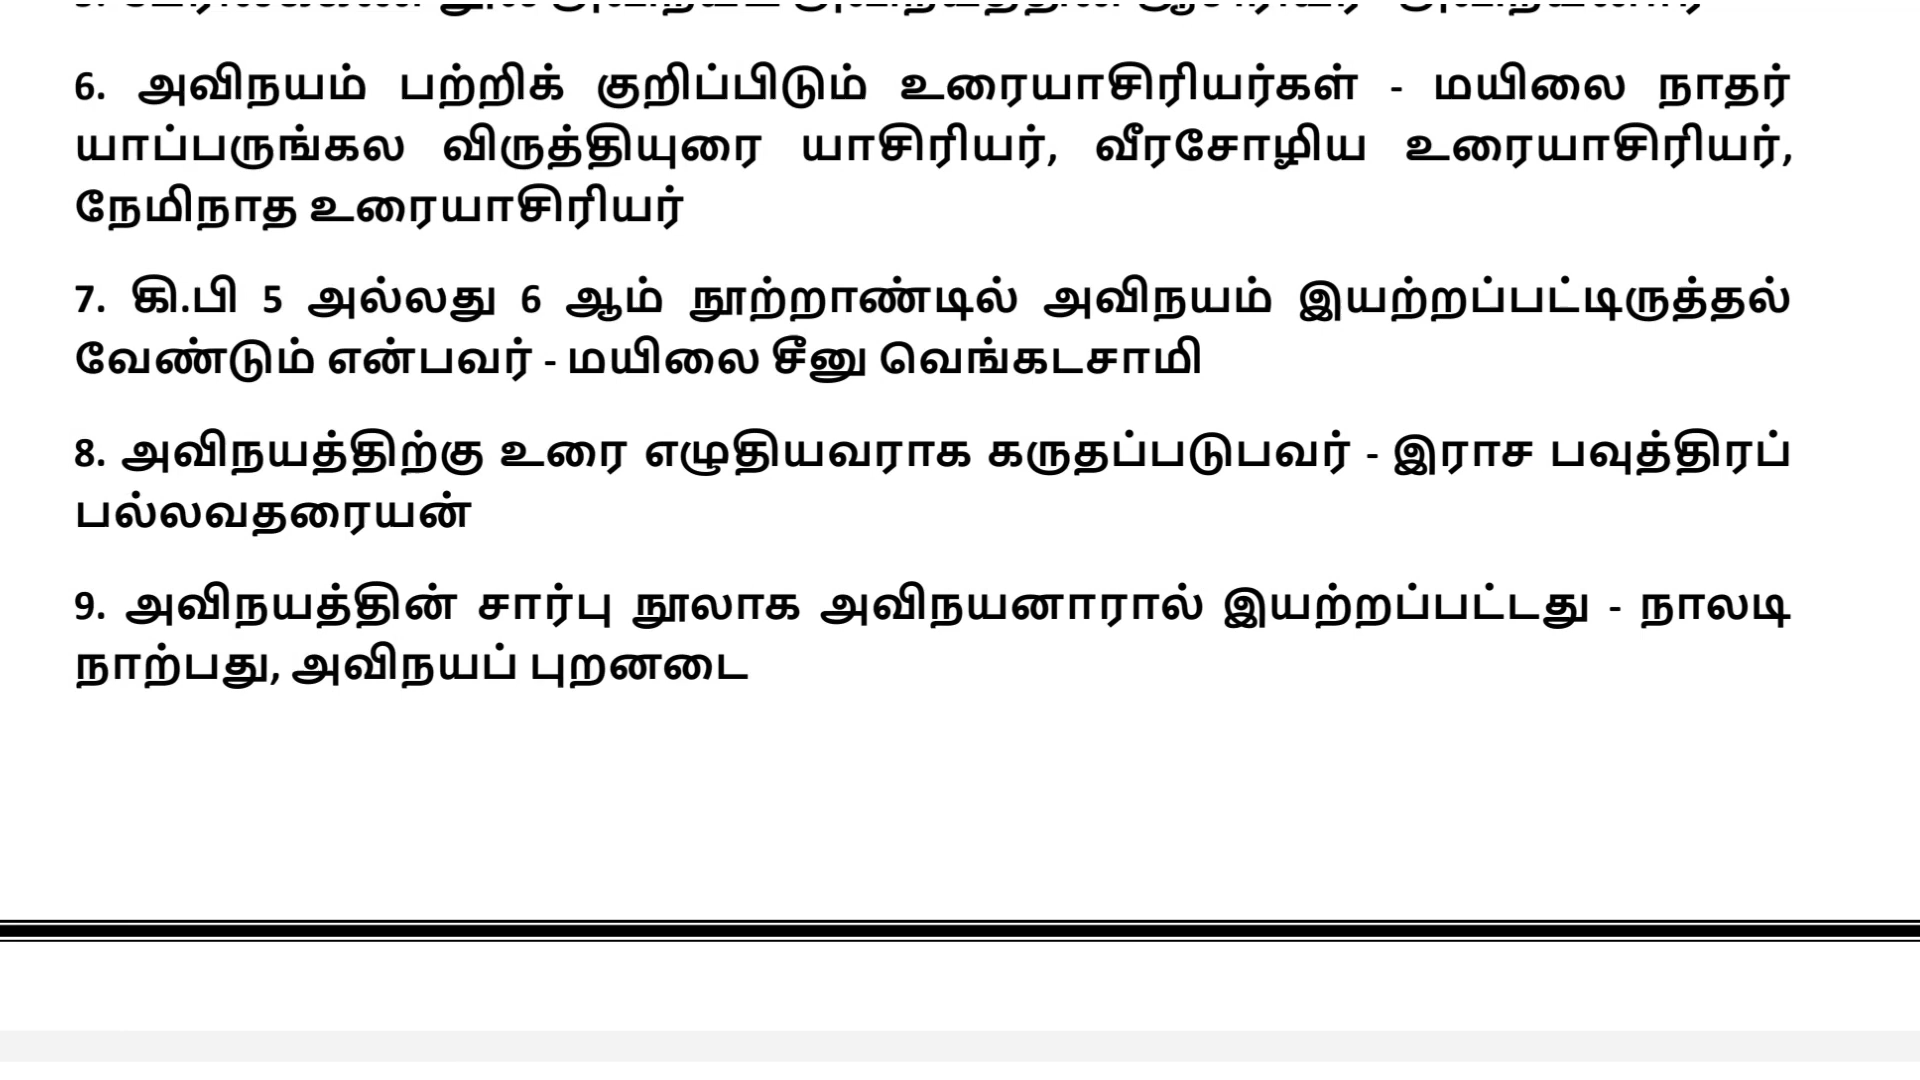 6. அவிநயம் பற்றிக் குறிப்பிடும் உரையாசிரியர்கள் - மயிலை நாதர்
யாப்பருங்கல விருத்தியுரை யாசிரியர், வீரசோழிய உரையாசிரியர்,
நேமிநாத உரையாசிரியர்
7. கி.பி 5 அல்லது 6 ஆம் நூற்றாண்டில் அவிநயம் இயற்றப்பட்டிருத்தல்
வேண்டும் என்பவர் - மயிலை சீனு வெங்கடசாமி
8. அவிநயத்திற்கு உரை எழுதியவராக கருதப்படுபவர் - இராச பவுத்திரப்
பல்லவதரையன்
9. அவிநயத்தின் சார்பு நூலாக அவிநயனாரால் இயற்றப்பட்டது - நாலடி
நாற்பது, அவிநயப் புறனடை